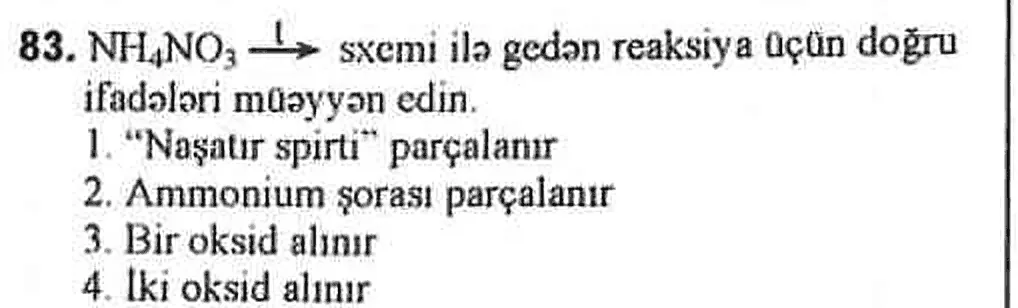 83. NH₄NO₃ —t→ sxemi ilə gedən reaksiya üçün doğru
ifadələri müəyyən edin.
1. “Naşatır spirti” parçalanır
2. Ammonium şorası parçalanır
3. Bir oksid alınır
4. İki oksid alınır